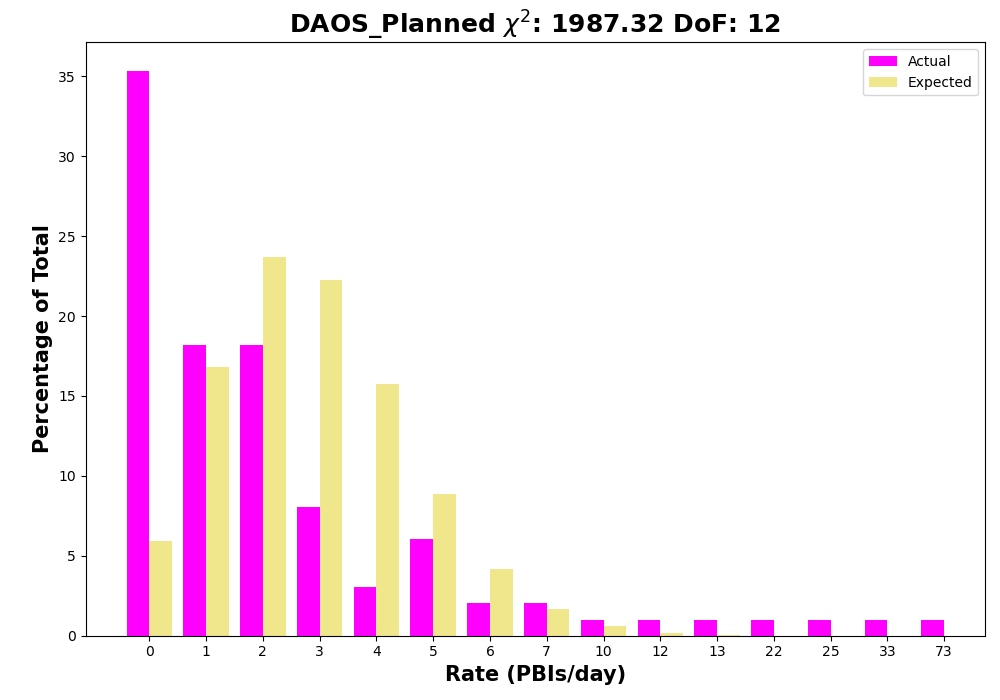 DAOS_Planned χ²: 1987.32 DoF: 12
Actual
Expected
Percentage of Total
35
30
25
20
15
10
5
0
0 1 2 3 4 5 6 7 10 12 13 22 25 33 73
Rate (PBIs/day)